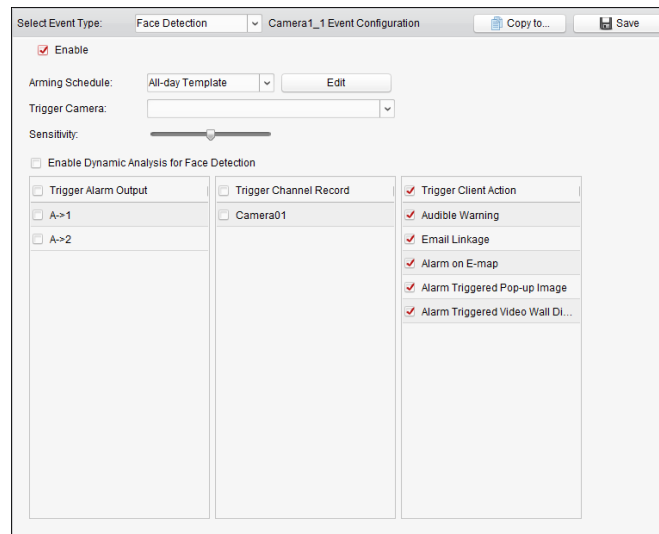 Select Event Type: Face Detection Camera1_1 Event Configuration Copy to... Save
Enable
Arming Schedule: All-day Template Edit
Trigger Camera:
Sensitivity:
Enable Dynamic Analysis for Face Detection
Trigger Alarm Output Trigger Channel Record Trigger Client Action
A->1 Camera01 Audible Warning
A->2 Email Linkage
Alarm on E-map
Alarm Triggered Pop-up Image
Alarm Triggered Video Wall Di...